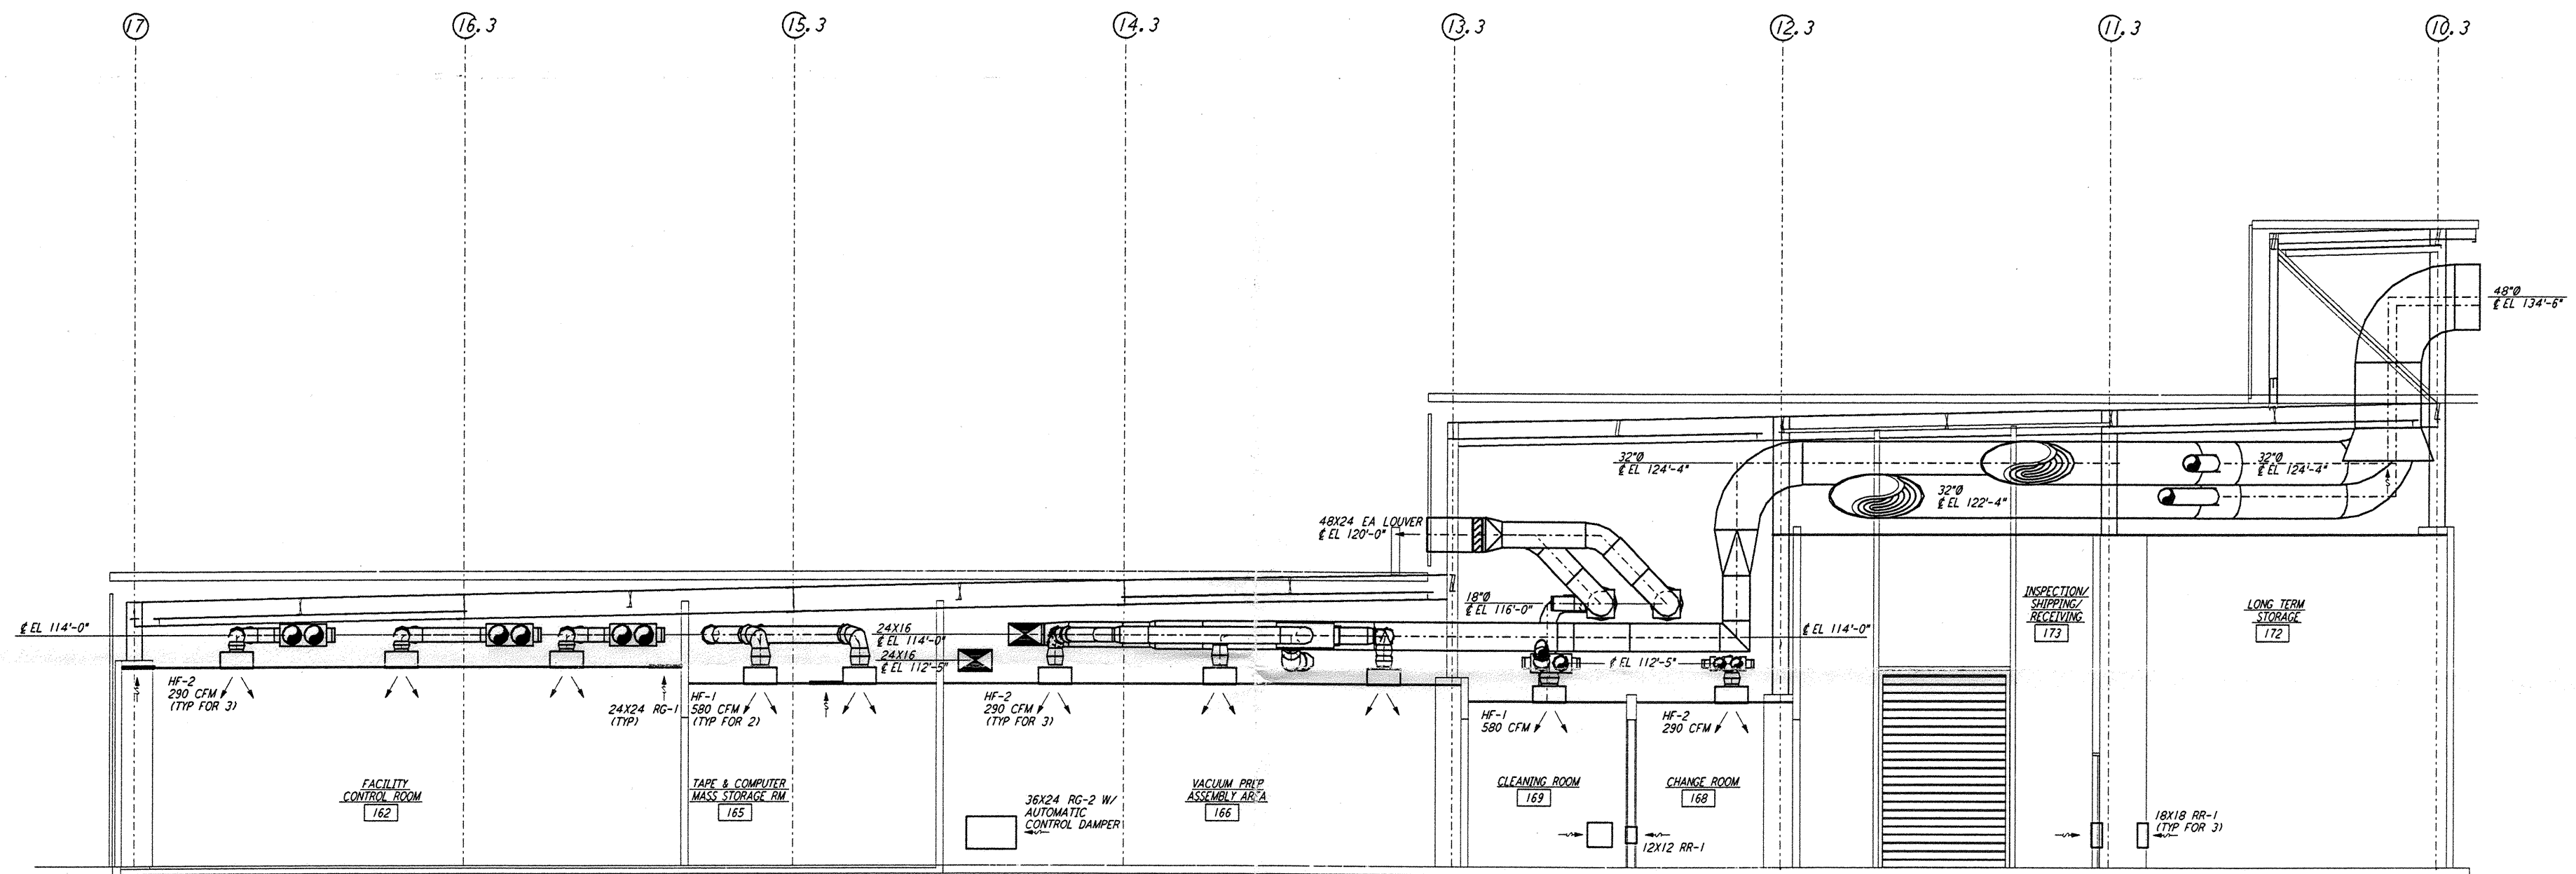 17
16.3
15.3
14.3
13.3
12.3
11.3
10.3
48"Ø
℄ EL 134'-6"
32"Ø
℄ EL 124'-4"
32"Ø
℄ EL 124'-4"
32"Ø
℄ EL 122'-4"
48X24 EA LOUVER
℄ EL 120'-0"
18"Ø
℄ EL 116'-0"
℄ EL 114'-0"
24X16
℄ EL 114'-0"
24X16
℄ EL 112'-5"
℄ EL 114'-0"
℄ EL 112'-5"
HF-2
290 CFM
(TYP FOR 3)
24X24 RG-1
(TYP)
HF-1
580 CFM
(TYP FOR 2)
HF-2
290 CFM
(TYP FOR 3)
HF-1
580 CFM
HF-2
290 CFM
INSPECTION/
SHIPPING/
RECEIVING
173
LONG TERM
STORAGE
172
FACILITY
CONTROL ROOM
162
TAPE & COMPUTER
MASS STORAGE RM
165
36X24 RG-2 W/
AUTOMATIC
CONTROL DAMPER
VACUUM PREP
ASSEMBLY AREA
166
CLEANING ROOM
169
CHANGE ROOM
168
12X12 RR-1
18X18 RR-1
(TYP FOR 3)